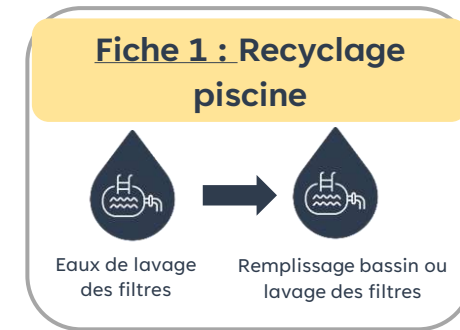 Fiche 1 : Recyclage
piscine
Eaux de lavage
des filtres
Remplissage bassin ou
lavage des filtres